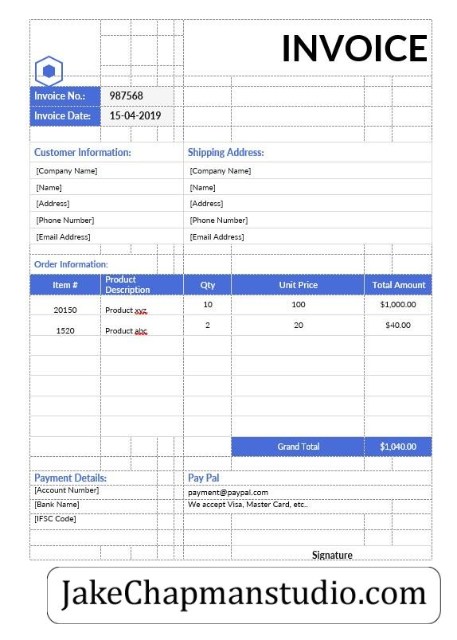 INVOICE
Invoice No.: 987568
Invoice Date: 15-04-2019
Customer Information: Shipping Address:
[Company Name] [Company Name]
[Name] [Name]
[Address] [Address]
[Phone Number] [Phone Number]
[Email Address] [Email Address]
Order Information:
Item # Product Description Qty Unit Price Total Amount
20150 Product xyz 10 100 $1,000.00
1520 Product abc 2 20 $40.00
Grand Total $1,040.00
Payment Details: Pay Pal
[Account Number] payment@paypal.com
[Bank Name] We accept Visa, Master Card, etc..
[IFSC Code]
Signature
JakeChapmanstudio.com